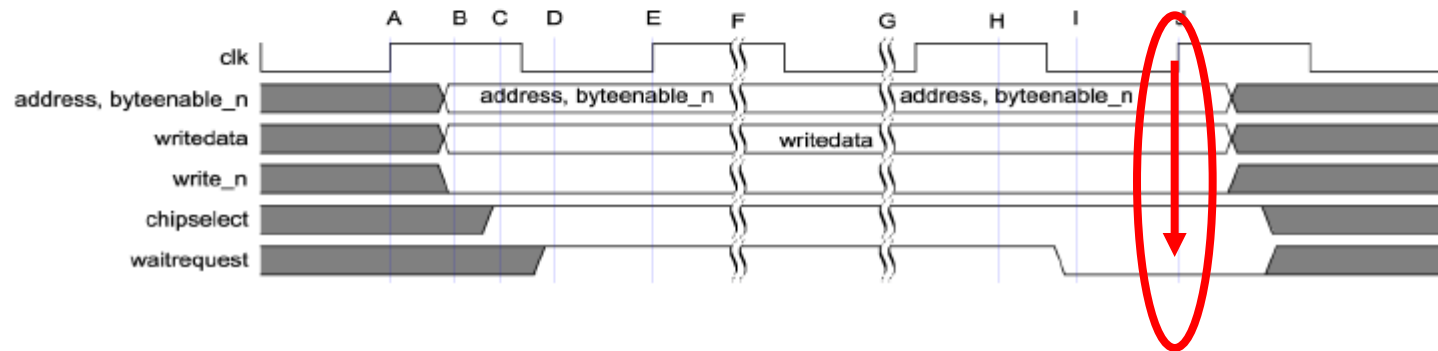 A B C D E F G H I J
clk
address, byteenable_n address, byteenable_n address, byteenable_n
writedata writedata
write_n
chipselect
waitrequest